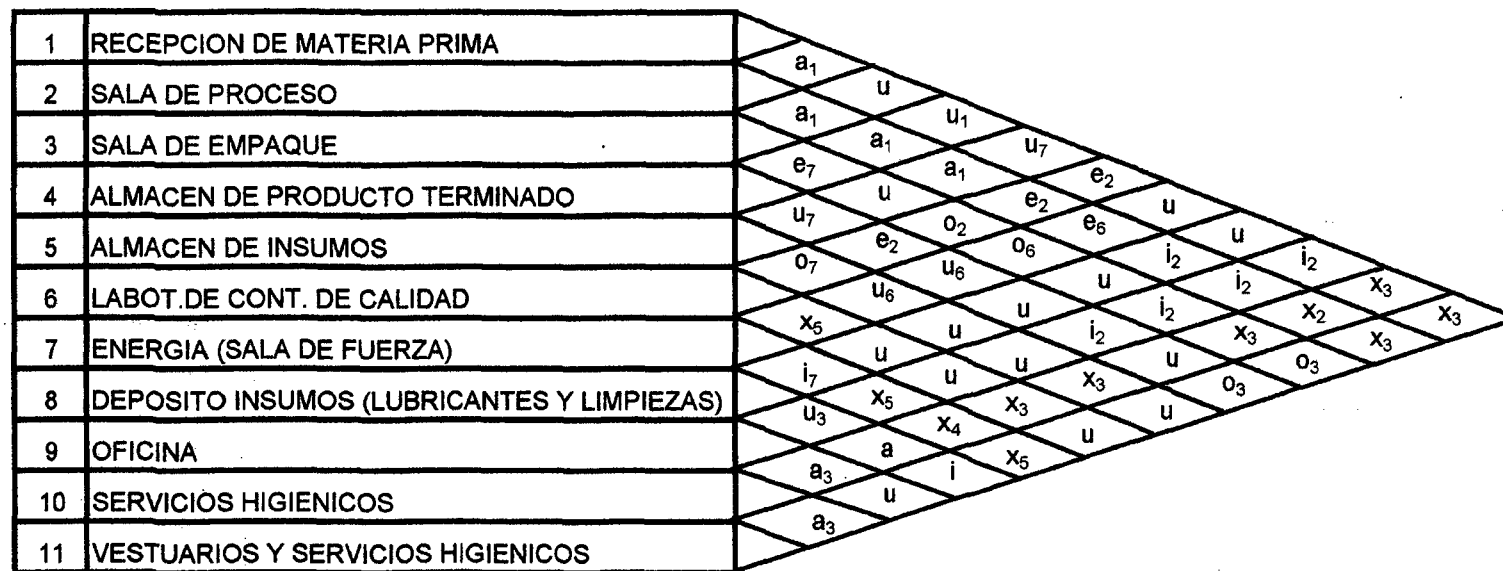 1 RECEPCION DE MATERIA PRIMA
2 SALA DE PROCESO
3 SALA DE EMPAQUE
4 ALMACEN DE PRODUCTO TERMINADO
5 ALMACEN DE INSUMOS
6 LABOT.DE CONT. DE CALIDAD
7 ENERGIA (SALA DE FUERZA)
8 DEPOSITO INSUMOS (LUBRICANTES Y LIMPIEZAS)
9 OFICINA
10 SERVICIOS HIGIENICOS
11 VESTUARIOS Y SERVICIOS HIGIENICOS
a₁ u u₁ u₇ e₂ u u i₂ x₃ x₃
a₁ a₁ a₁ e₂ e₆ i₂ i₂ x₂ x₃
e₇ u o₂ o₆ u i₂ x₃ o₃
u₇ e₂ u₆ u i₂ u o₃
o₇ u₆ u u x₃ u
x₅ u u x₃ u
i₇ x₅ x₄ x₅
u₃ a i
a₃ u
a₃